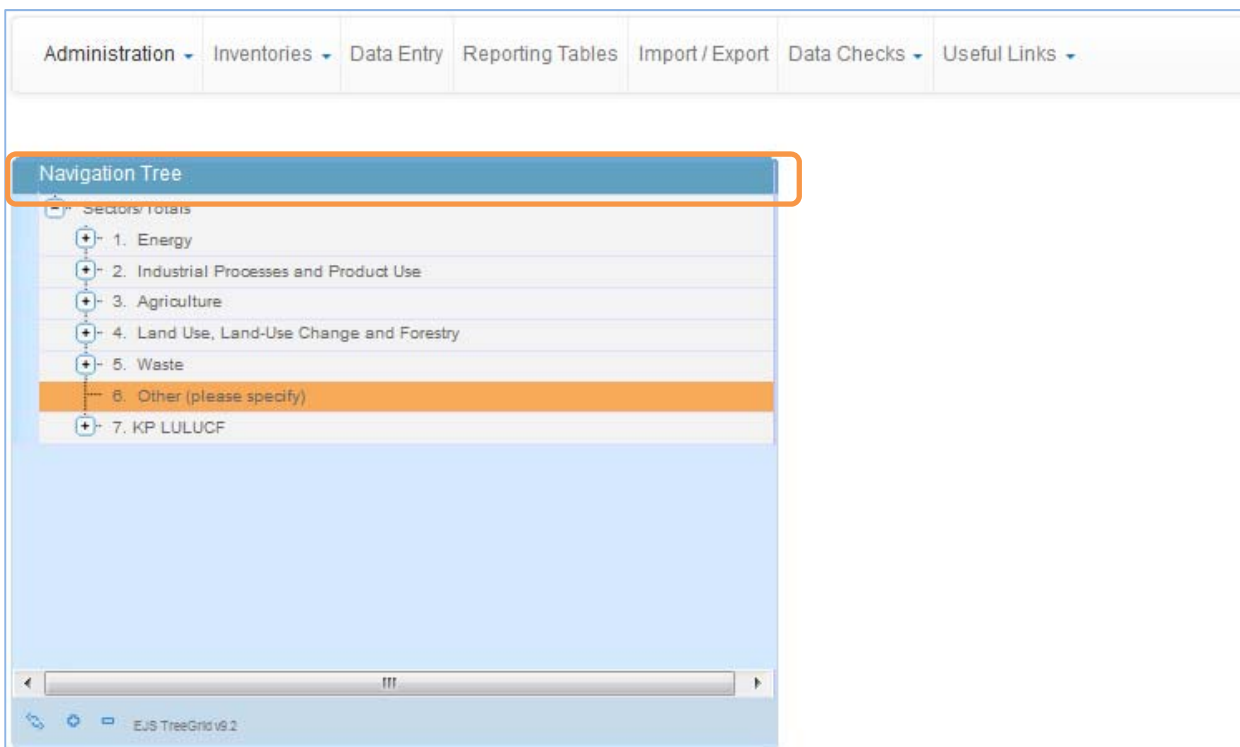 Administration Inventories Data Entry Reporting Tables Import / Export Data Checks Useful Links
Navigation Tree
Sectors/Totals
1. Energy
2. Industrial Processes and Product Use
3. Agriculture
4. Land Use, Land-Use Change and Forestry
5. Waste
6. Other (please specify)
7. KP LULUCF
EJS TreeGrid v9.2